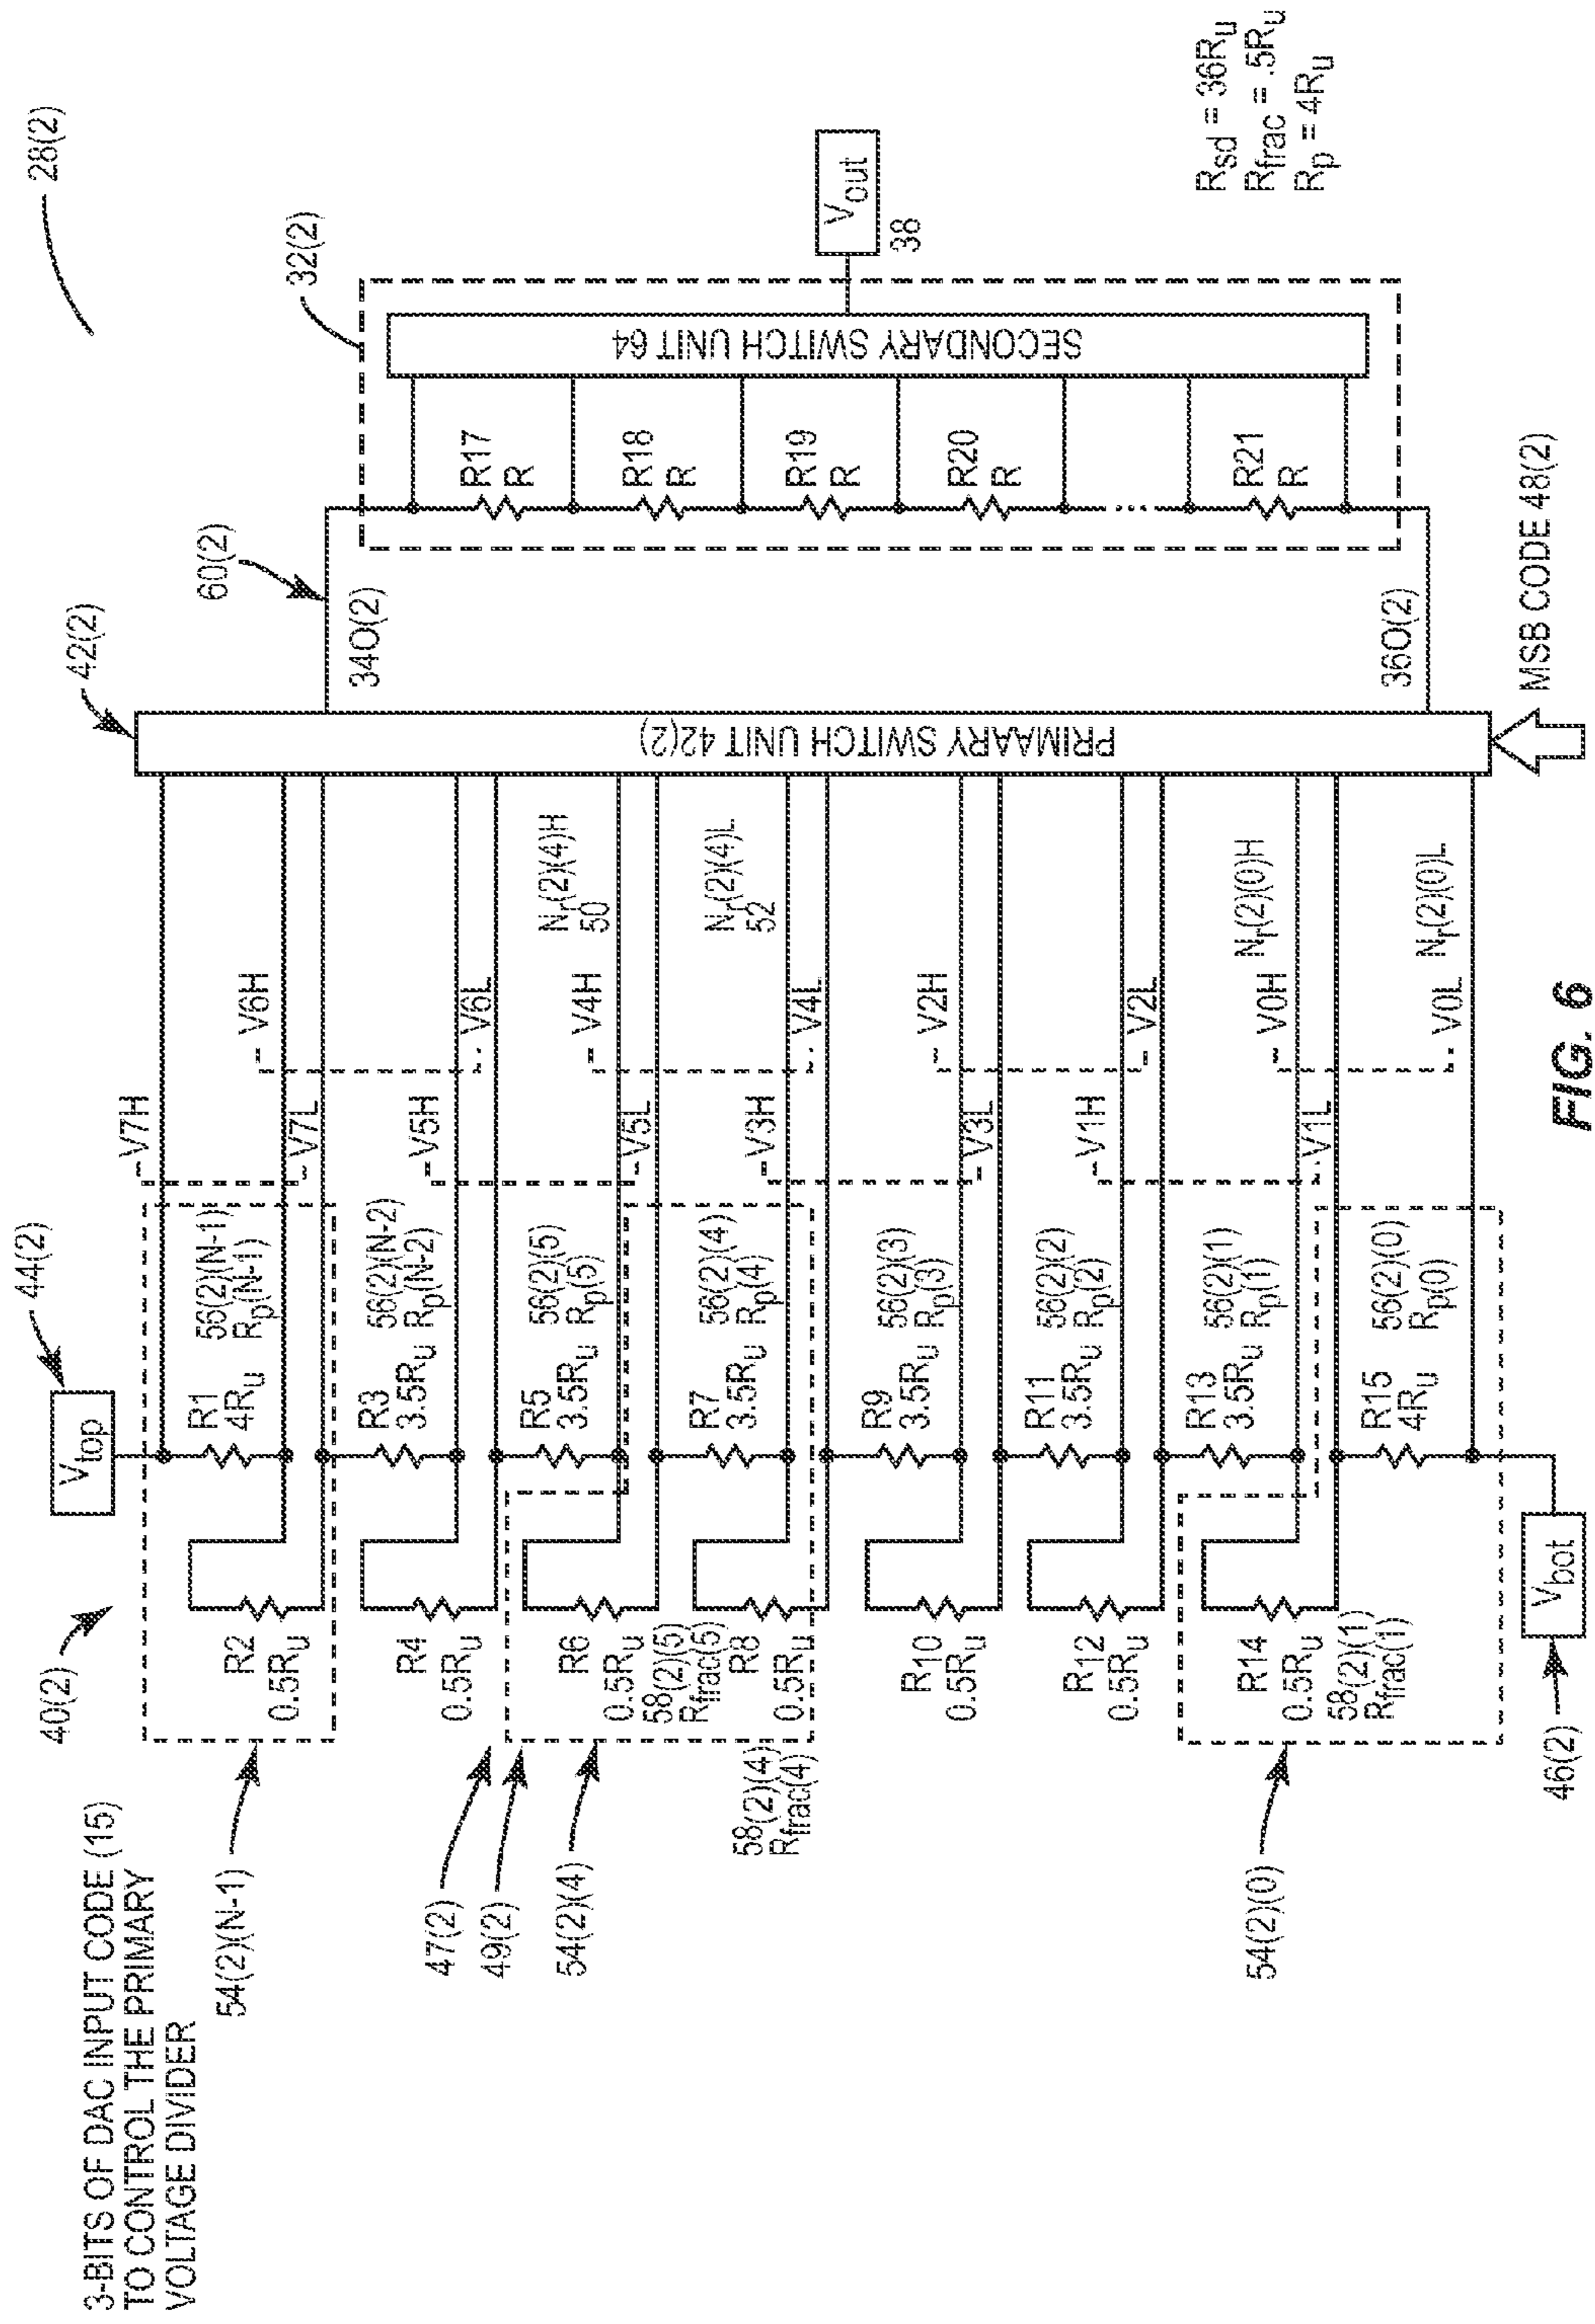 3-BITS OF DAC INPUT CODE (15)
TO CONTROL THE PRIMARY
VOLTAGE DIVIDER
40(2)
44(2)
Vtop
42(2)
60(2)
32(2)
28(2)
54(2)(N-1)
R2
0.5Ru
R1
4Ru
56(2)(N-1)
Rp(N-1)
V7H
V7L
V6H
V6L
R4
0.5Ru
R3
3.5Ru
56(2)(N-2)
Rp(N-2)
V5H
V5L
47(2)
49(2)
54(2)(4)
R6
0.5Ru
58(2)(5)
Rfrac(5)
R5
3.5Ru
56(2)(5)
Rp(5)
V4H
V4L
Nr(2)(4)H
50
R8
0.5Ru
58(2)(4)
Rfrac(4)
R7
3.5Ru
56(2)(4)
Rp(4)
V3H
V3L
Nr(2)(4)L
52
R10
0.5Ru
R9
3.5Ru
56(2)(3)
Rp(3)
V2H
V2L
R12
0.5Ru
R11
3.5Ru
56(2)(2)
Rp(2)
V1H
V1L
54(2)(0)
R14
0.5Ru
58(2)(1)
Rfrac(1)
R13
3.5Ru
56(2)(1)
Rp(1)
V0H
Nr(2)(0)H
R15
4Ru
56(2)(0)
Rp(0)
V0L
Nr(2)(0)L
46(2)
Vbot
PRIMAARY SWITCH UNIT 42(2)
34O(2)
36O(2)
MSB CODE 48(2)
R17
R
R18
R
R19
R
R20
R
...
R21
R
SECONDARY SWITCH UNIT 64
Vout
38
Rsd = 36Ru
Rfrac = .5Ru
Rp = 4Ru
FIG. 6